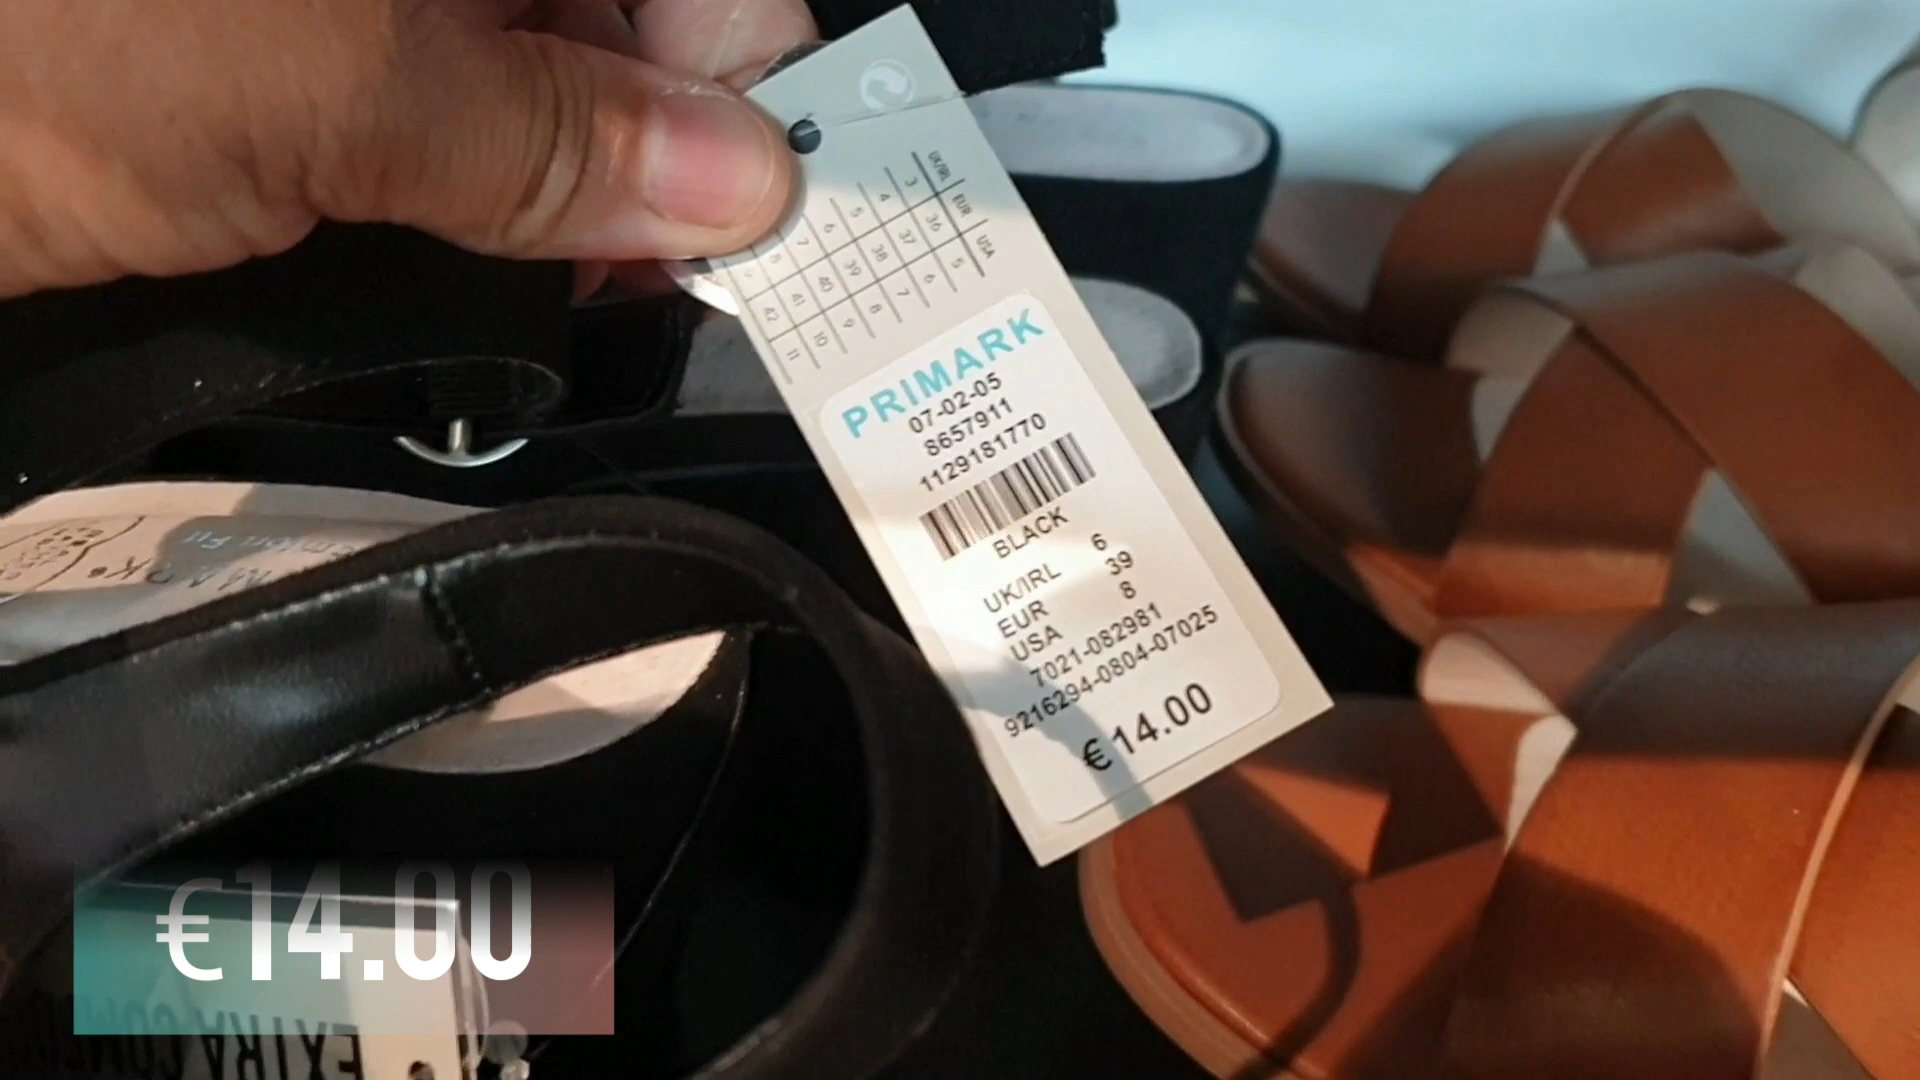 UK/IRL 3 4 5 6 7 8 9
EUR 36 37 38 39 40 41 42
USA 5 6 7 8 9 10 11
PRIMARK
07-02-05
8657911
1129181770
BLACK
UK/IRL 6
EUR 39
USA 8
7021-082981
9216294-0804-07025
€14.00
€14.00
EXTRA